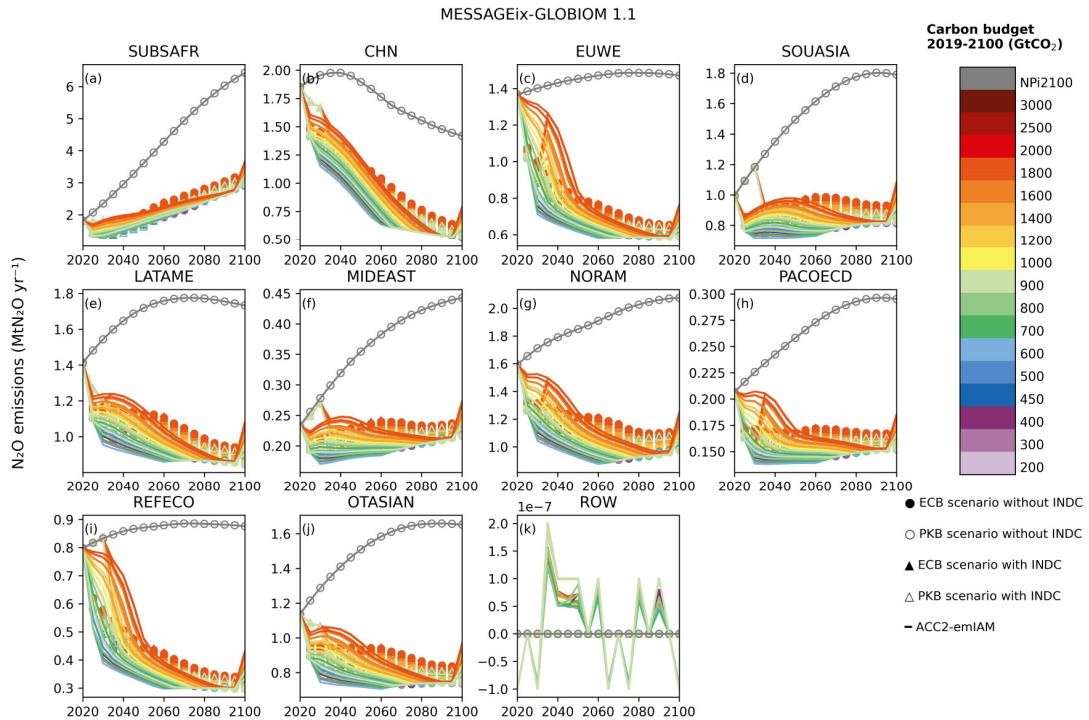 MESSAGEix-GLOBIOM 1.1
Carbon budget
2019-2100 (GtCO₂)
SUBSAFR CHN EUWE SOUASIA
(a) (b) (c) (d)
6 5 4 3 2
2.00 1.75 1.50 1.25 1.00 0.75 0.50
1.4 1.2 1.0 0.8 0.6
1.8 1.6 1.4 1.2 1.0 0.8
2020 2040 2060 2080 2100 2020 2040 2060 2080 2100 2020 2040 2060 2080 2100 2020 2040 2060 2080 2100
LATAME MIDEAST NORAM PACOECD
(e) (f) (g) (h)
1.8 1.6 1.4 1.2 1.0
0.45 0.40 0.35 0.30 0.25 0.20
2.0 1.8 1.6 1.4 1.2 1.0
0.300 0.275 0.250 0.225 0.200 0.175 0.150
2020 2040 2060 2080 2100 2020 2040 2060 2080 2100 2020 2040 2060 2080 2100 2020 2040 2060 2080 2100
REFECO OTASIAN ROW
(i) (j) (k)
0.9 0.8 0.7 0.6 0.5 0.4 0.3
1.6 1.4 1.2 1.0 0.8
1e-7
2.0 1.5 1.0 0.5 0.0 −0.5 −1.0
2020 2040 2060 2080 2100 2020 2040 2060 2080 2100 2020 2040 2060 2080 2100
N₂O emissions (MtN₂O yr⁻¹)
NPi2100
3000
2500
2000
1800
1600
1400
1200
1000
900
800
700
600
500
450
400
300
200
ECB scenario without INDC
PKB scenario without INDC
ECB scenario with INDC
PKB scenario with INDC
ACC2-emIAM